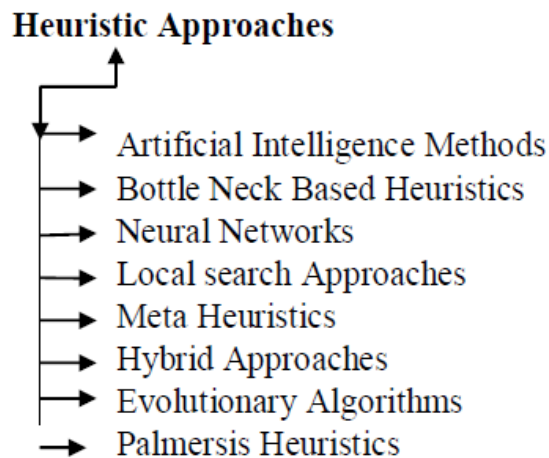 Heuristic Approaches
Artificial Intelligence Methods
Bottle Neck Based Heuristics
Neural Networks
Local search Approaches
Meta Heuristics
Hybrid Approaches
Evolutionary Algorithms
Palmersis Heuristics